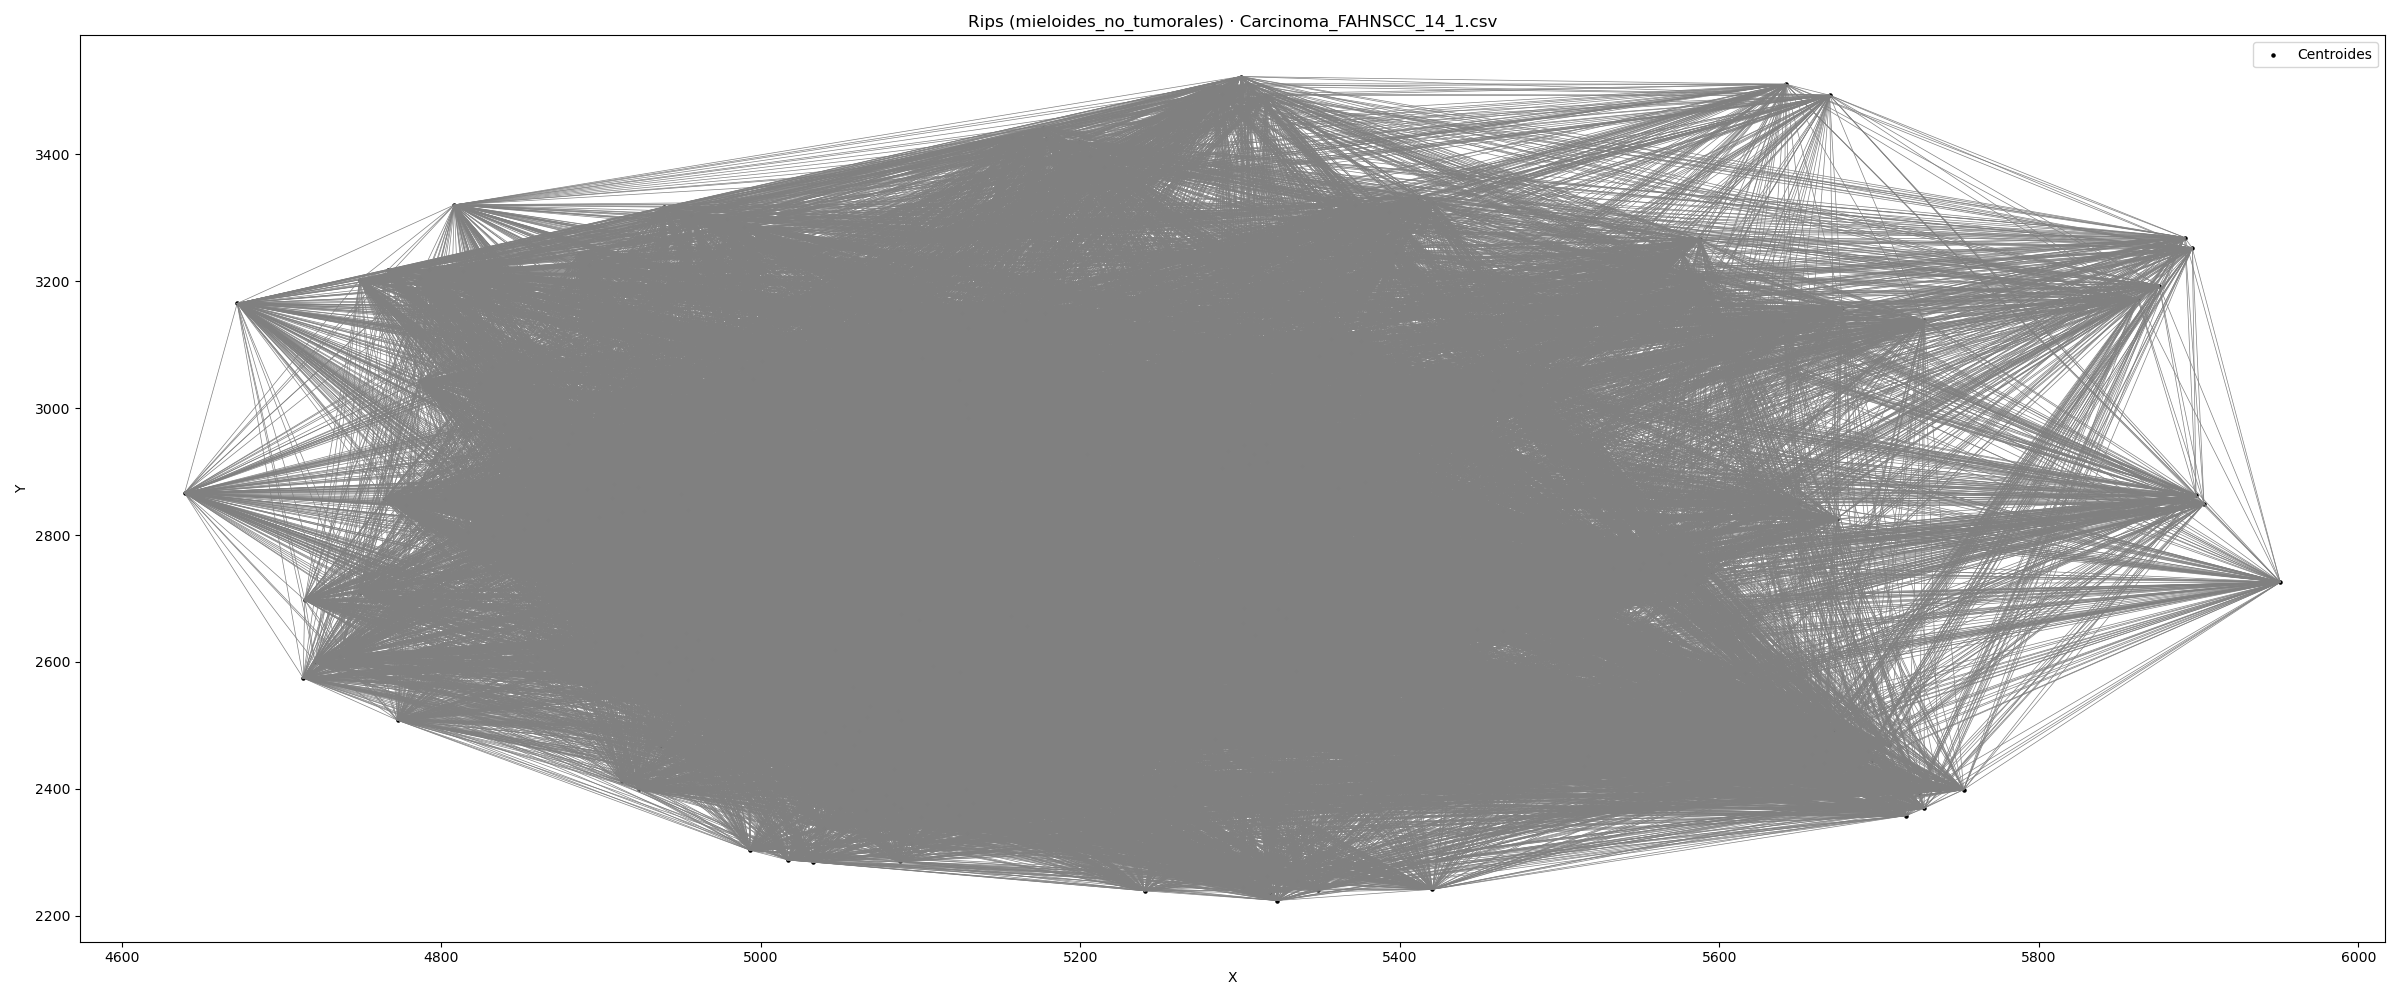 Rips (mieloides_no_tumorales) · Carcinoma_FAHNSCC_14_1.csv
Centroides
3400
3200
3000
2800
2600
2400
2200
Y
4600 4800 5000 5200 5400 5600 5800 6000
X